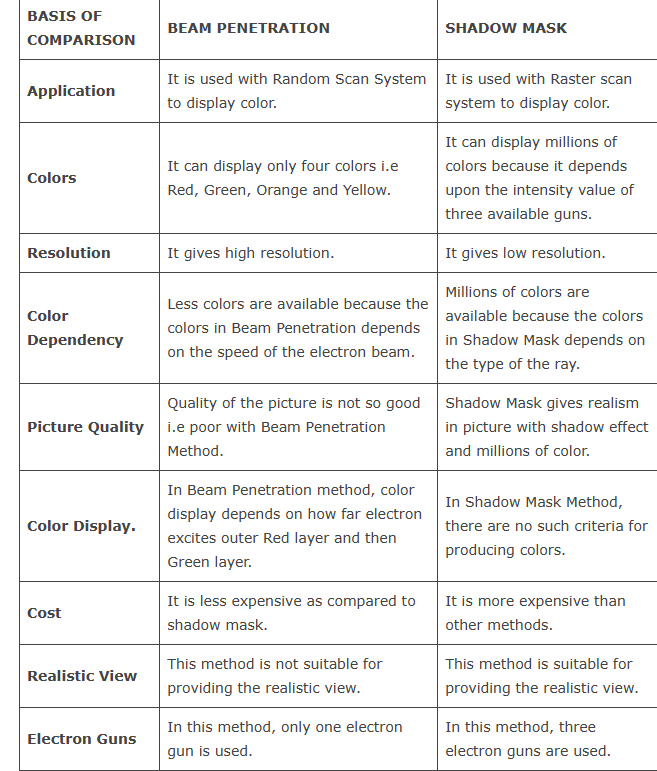 BASIS OF
COMPARISON
BEAM PENETRATION
SHADOW MASK
Application
It is used with Random Scan System
to display color.
It is used with Raster scan
system to display color.
Colors
It can display only four colors i.e
Red, Green, Orange and Yellow.
It can display millions of
colors because it depends
upon the intensity value of
three available guns.
Resolution
It gives high resolution.
It gives low resolution.
Color
Dependency
Less colors are available because the
colors in Beam Penetration depends
on the speed of the electron beam.
Millions of colors are
available because the colors
in Shadow Mask depends on
the type of the ray.
Picture Quality
Quality of the picture is not so good
i.e poor with Beam Penetration
Method.
Shadow Mask gives realism
in picture with shadow effect
and millions of color.
Color Display.
In Beam Penetration method, color
display depends on how far electron
excites outer Red layer and then
Green layer.
In Shadow Mask Method,
there are no such criteria for
producing colors.
Cost
It is less expensive as compared to
shadow mask.
It is more expensive than
other methods.
Realistic View
This method is not suitable for
providing the realistic view.
This method is suitable for
providing the realistic view.
Electron Guns
In this method, only one electron
gun is used.
In this method, three
electron guns are used.